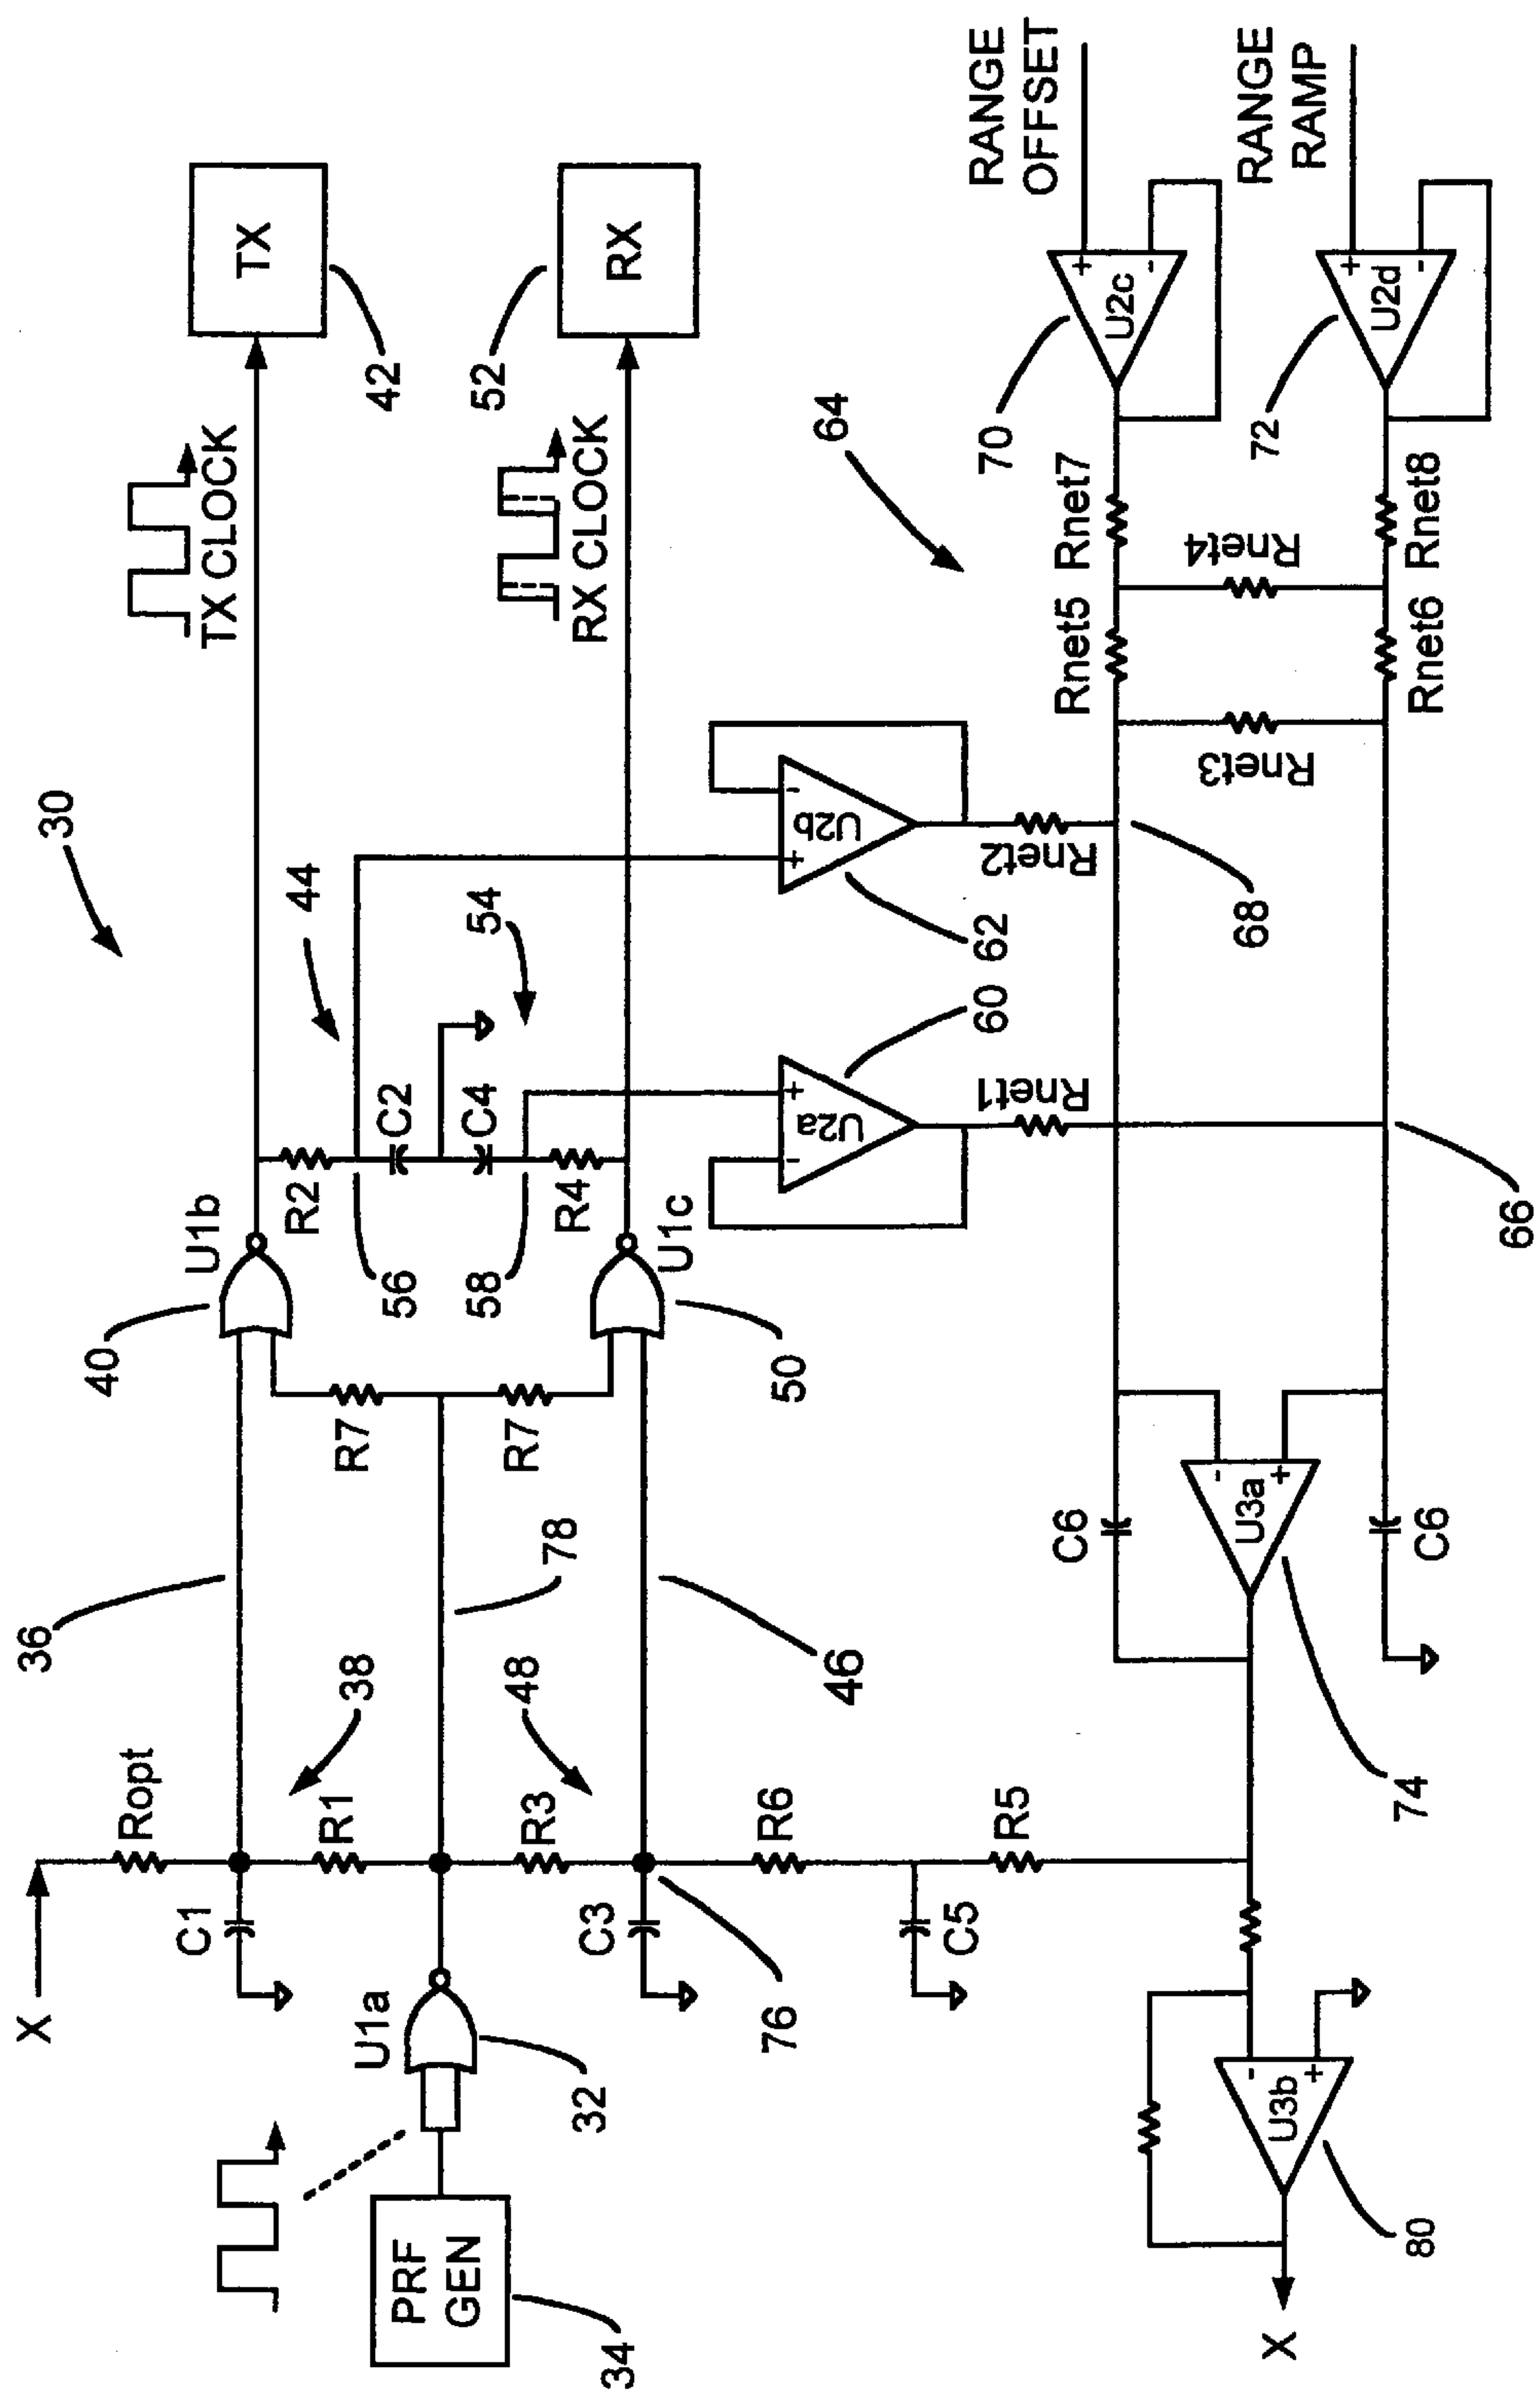 30
X
Ropt
36
40
U1b
TX CLOCK
TX
42
C1
38
R1
R7
R2
56
44
C2
U1a
PRF
GEN
34
32
78
R7
58
C4
54
52
RX CLOCK
RX
R3
48
C3
76
46
50
U1c
R4
R6
C5
R5
+
-
U2a
60
Rnet1
+
-
U2b
62
Rnet2
64
RANGE
OFFSET
+
-
U2c
70
Rnet7
Rnet5
68
Rnet4
Rnet3
RANGE
RAMP
+
-
U2d
72
Rnet8
Rnet6
66
C6
-
+
U3a
74
C6
-
+
U3b
80
X